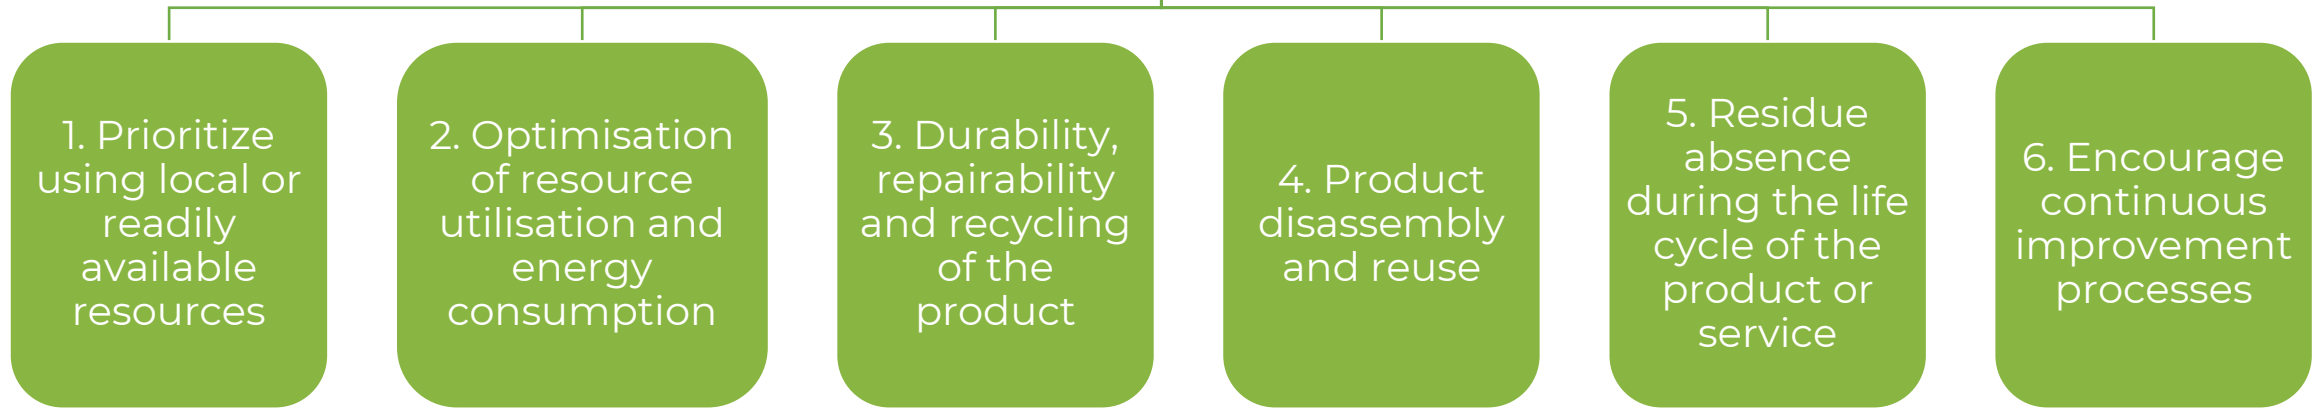 1. Prioritize
using local or
readily
available
resources
2. Optimisation
of resource
utilisation and
energy
consumption
3. Durability,
repairability
and recycling
of the
product
4. Product
disassembly
and reuse
5. Residue
absence
during the life
cycle of the
product or
service
6. Encourage
continuous
improvement
processes